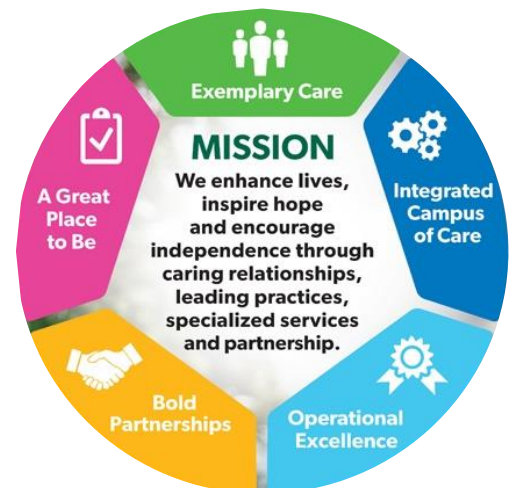 Exemplary Care
MISSION
We enhance lives,
inspire hope
and encourage
independence through
caring relationships,
leading practices,
specialized services
and partnership.
Integrated
Campus
of Care
Operational
Excellence
Bold
Partnerships
A Great
Place
to Be